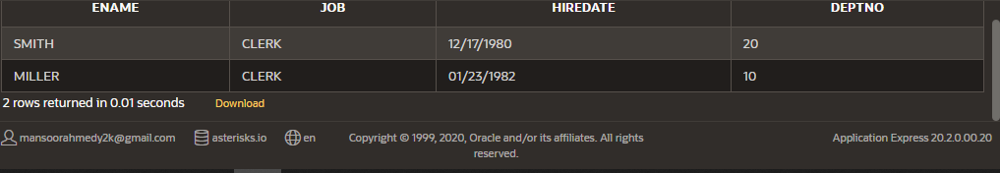 ENAME JOB HIREDATE DEPTNO
SMITH CLERK 12/17/1980 20
MILLER CLERK 01/23/1982 10
2 rows returned in 0.01 seconds Download
mansoorahmedy2k@gmail.com asterisks.io en Copyright © 1999, 2020, Oracle and/or its affiliates. All rights Application Express 20.2.0.00.20
reserved.